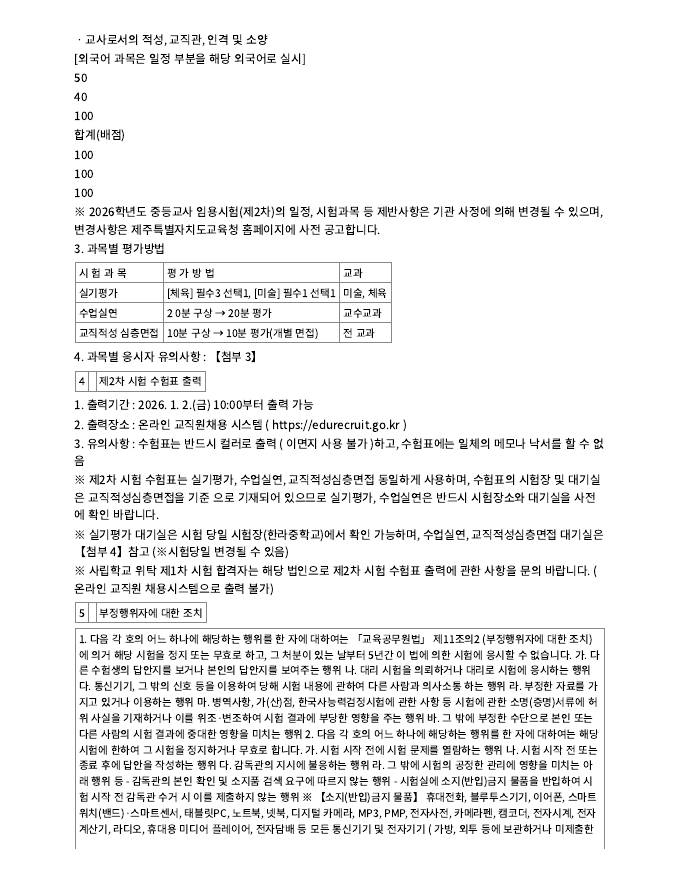 · 교사로서의 적성, 교직관, 인격 및 소양
[외국어 과목은 일정 부분을 해당 외국어로 실시]
50
40
100
합계(배점)
100
100
100
※ 2026학년도 중등교사 임용시험(제2차)의 일정, 시험과목 등 제반사항은 기관 사정에 의해 변경될 수 있으며,
변경사항은 제주특별자치도교육청 홈페이지에 사전 공고합니다.
3. 과목별 평가방법
시 험 과 목 평 가 방 법 교과
실기평가 [체육] 필수3 선택1, [미술] 필수1 선택1 미술, 체육
수업실연 2 0분 구상 → 20분 평가 교수교과
교직적성 심층면접 10분 구상 → 10분 평가(개별 면접) 전 교과
4. 과목별 응시자 유의사항 : 【첨부 3】
4 제2차 시험 수험표 출력
1. 출력기간 : 2026. 1. 2.(금) 10:00부터 출력 가능
2. 출력장소 : 온라인 교직원채용 시스템 ( https://edurecruit.go.kr )
3. 유의사항 : 수험표는 반드시 컬러로 출력 ( 이면지 사용 불가 )하고, 수험표에는 일체의 메모나 낙서를 할 수 없
음
※ 제2차 시험 수험표는 실기평가, 수업실연, 교직적성심층면접 동일하게 사용하며, 수험표의 시험장 및 대기실
은 교직적성심층면접을 기준 으로 기재되어 있으므로 실기평가, 수업실연은 반드시 시험장소와 대기실을 사전
에 확인 바랍니다.
※ 실기평가 대기실은 시험 당일 시험장(한라중학교)에서 확인 가능하며, 수업실연, 교직적성심층면접 대기실은
【첨부 4】참고 (※시험당일 변경될 수 있음)
※ 사립학교 위탁 제1차 시험 합격자는 해당 법인으로 제2차 시험 수험표 출력에 관한 사항을 문의 바랍니다. (
온라인 교직원 채용시스템으로 출력 불가)
5 부정행위자에 대한 조치
1. 다음 각 호의 어느 하나에 해당하는 행위를 한 자에 대하여는 「교육공무원법」 제11조의2 (부정행위자에 대한 조치)
에 의거 해당 시험을 정지 또는 무효로 하고, 그 처분이 있는 날부터 5년간 이 법에 의한 시험에 응시할 수 없습니다. 가. 다
른 수험생의 답안지를 보거나 본인의 답안지를 보여주는 행위 나. 대리 시험을 의뢰하거나 대리로 시험에 응시하는 행위
다. 통신기기, 그 밖의 신호 등을 이용하여 당해 시험 내용에 관하여 다른 사람과 의사소통 하는 행위 라. 부정한 자료를 가
지고 있거나 이용하는 행위 마. 병역사항, 가(산)점, 한국사능력검정시험에 관한 사항 등 시험에 관한 소명(증명)서류에 허
위 사실을 기재하거나 이를 위조·변조하여 시험 결과에 부당한 영향을 주는 행위 바. 그 밖에 부정한 수단으로 본인 또는
다른 사람의 시험 결과에 중대한 영향을 미치는 행위 2. 다음 각 호의 어느 하나에 해당하는 행위를 한 자에 대하여는 해당
시험에 한하여 그 시험을 정지하거나 무효로 합니다. 가. 시험 시작 전에 시험 문제를 열람하는 행위 나. 시험 시작 전 또는
종료 후에 답안을 작성하는 행위 다. 감독관의 지시에 불응하는 행위 라. 그 밖에 시험의 공정한 관리에 영향을 미치는 아
래 행위 등 - 감독관의 본인 확인 및 소지품 검색 요구에 따르지 않는 행위 - 시험실에 소지(반입)금지 물품을 반입하여 시
험 시작 전 감독관 수거 시 이를 제출하지 않는 행위 ※ 【소지(반입)금지 물품】 휴대전화, 블루투스기기, 이어폰, 스마트
워치(밴드)·스마트센서, 태블릿PC, 노트북, 넷북, 디지털 카메라, MP3, PMP, 전자사전, 카메라펜, 캠코더, 전자시계, 전자
계산기, 라디오, 휴대용 미디어 플레이어, 전자담배 등 모든 통신기기 및 전자기기 ( 가방, 외투 등에 보관하거나 미제출한